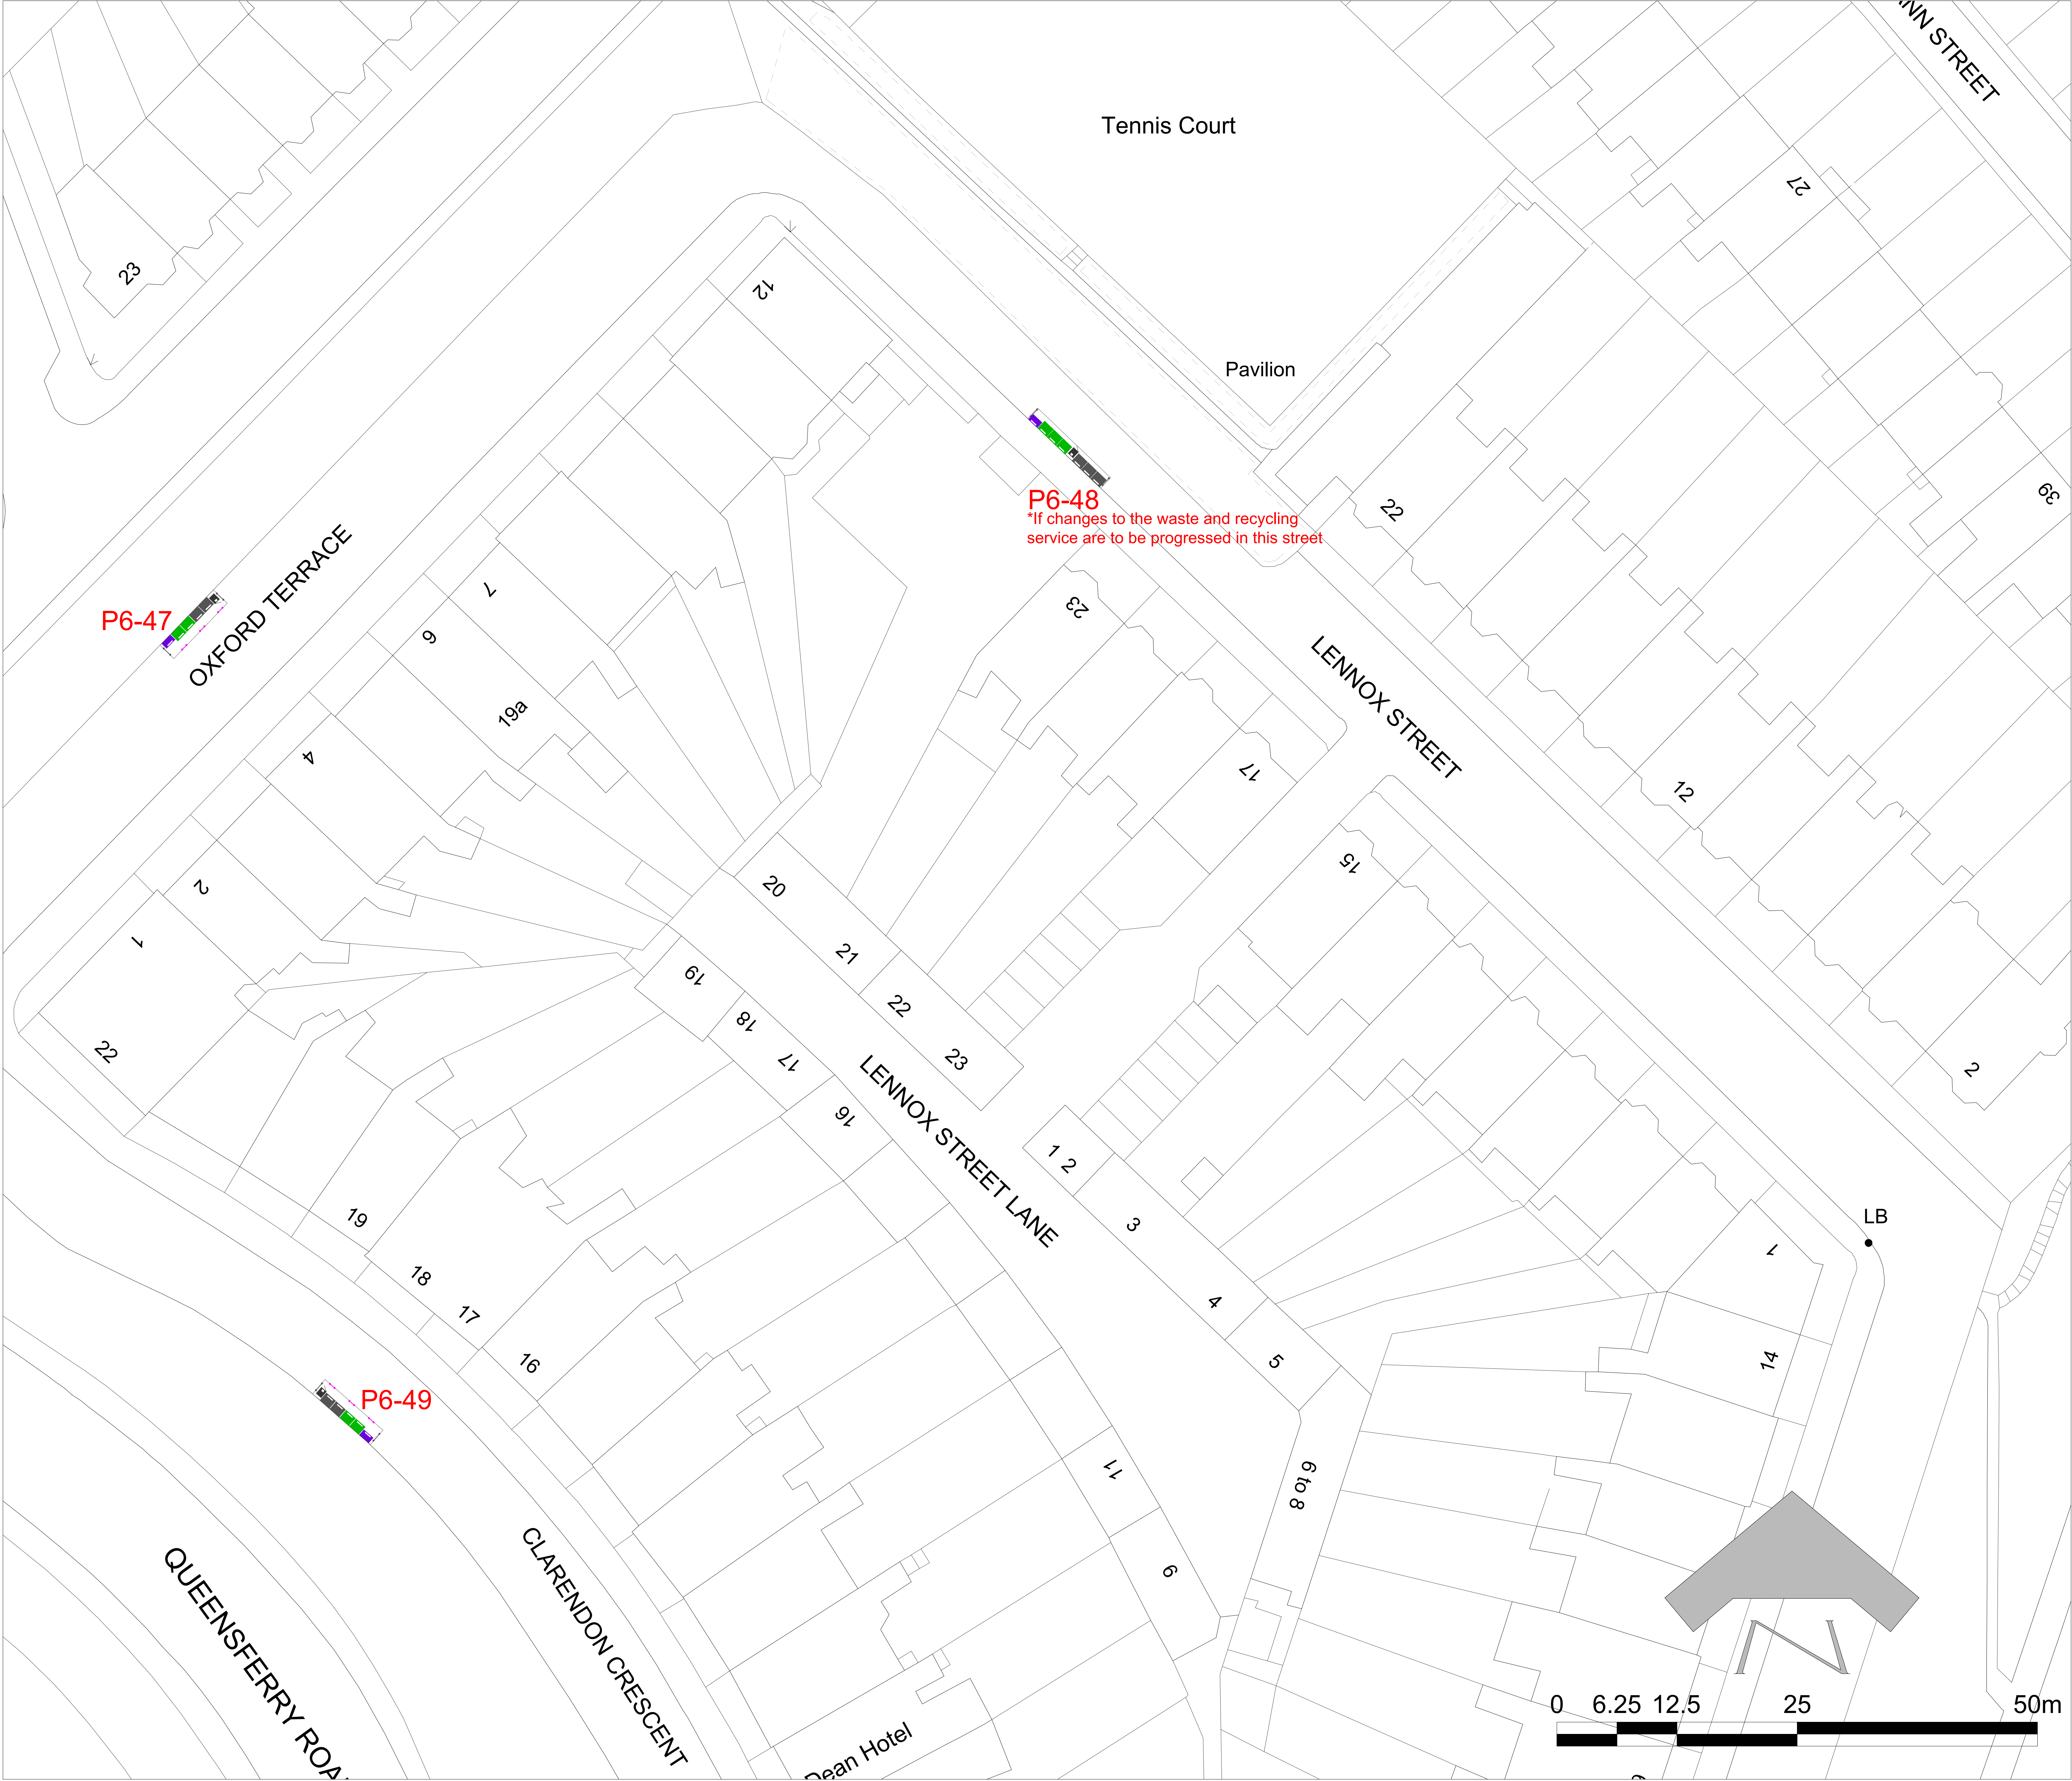 NN STREET
Tennis Court
27
23
12
Pavilion
39
P6-48
*If changes to the waste and recycling
service are to be progressed in this street
22
OXFORD TERRACE
P6-47
7
6
23
LENNOX STREET
19a
4
17
12
15
2
20
1
21
19
22
18
22
17
23
2
16
LENNOX STREET LANE
1 2
3
19
LB
1
18
4
17
16
5
14
P6-49
11
6 to 8
9
QUEENSFERRY ROA
CLARENDON CRESCENT
Dean Hotel
N
0 6.25 12.5 25 50m